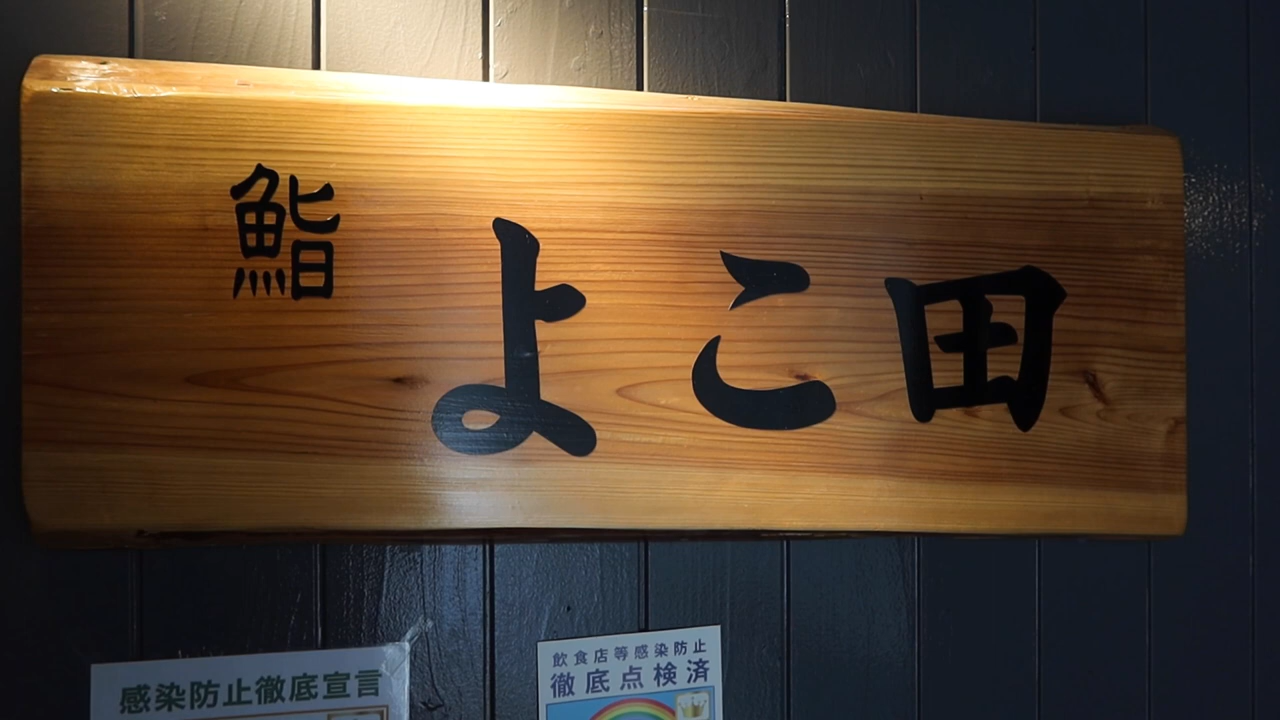 鮨 よこ田
感染防止徹底宣言
飲食店等感染防止
徹底点検済